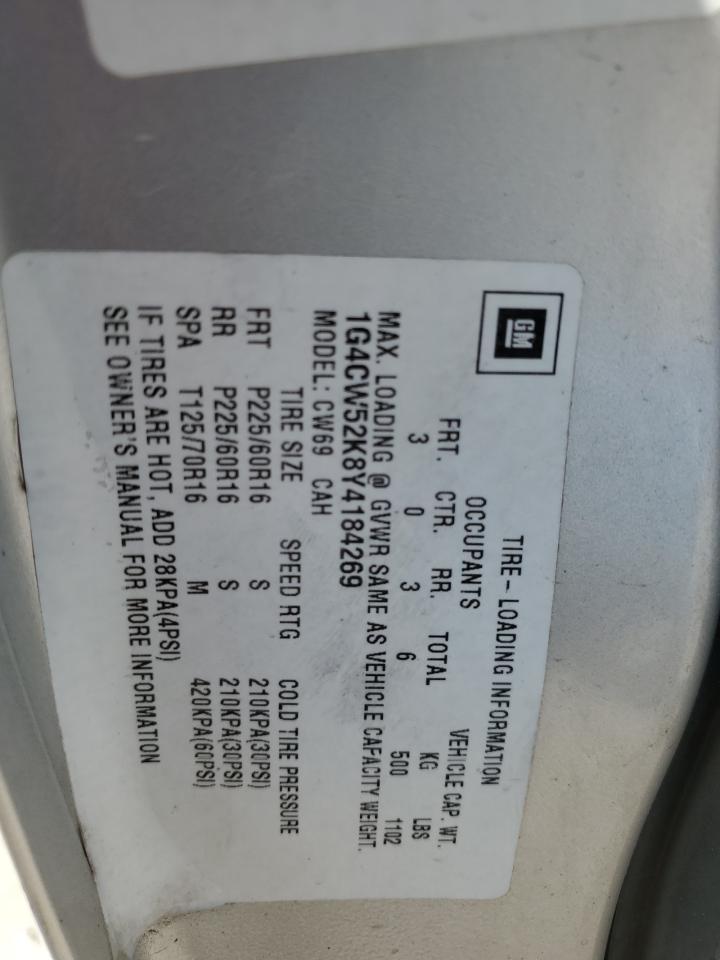 GM
TIRE-LOADING INFORMATION
OCCUPANTS VEHICLE CAP. WT.
FRT. CTR. RR. TOTAL KG LBS
3 0 3 6 500 1102
MAX. LOADING @ GVWR SAME AS VEHICLE CAPACITY WEIGHT.
1G4CW52K8Y4184269
MODEL: CW69 CAH
TIRE SIZE SPEED RTG COLD TIRE PRESSURE
FRT P225/60R16 S 210KPA(30PSI)
RR P225/60R16 S 210KPA(30PSI)
SPA T125/70R16 M 420KPA(60PSI)
IF TIRES ARE HOT, ADD 28KPA(4PSI)
SEE OWNER'S MANUAL FOR MORE INFORMATION